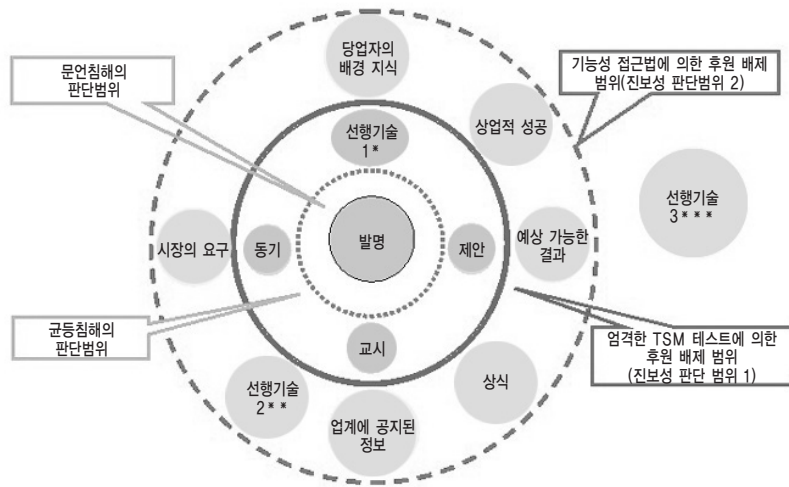 당업자의
배경 지식
문언침해의
판단범위
기능성 접근법에 의한 후원 배제
범위(진보성 판단범위 2)
선행기술
1*
상업적 성공
선행기술
3***
시장의 요구
동기
발명
제안
예상 가능한
결과
균등침해의
판단범위
교시
엄격한 TSM 테스트에 의한
후원 배제 범위
(진보성 판단 범위 1)
선행기술
2**
상식
업계에 공지된
정보